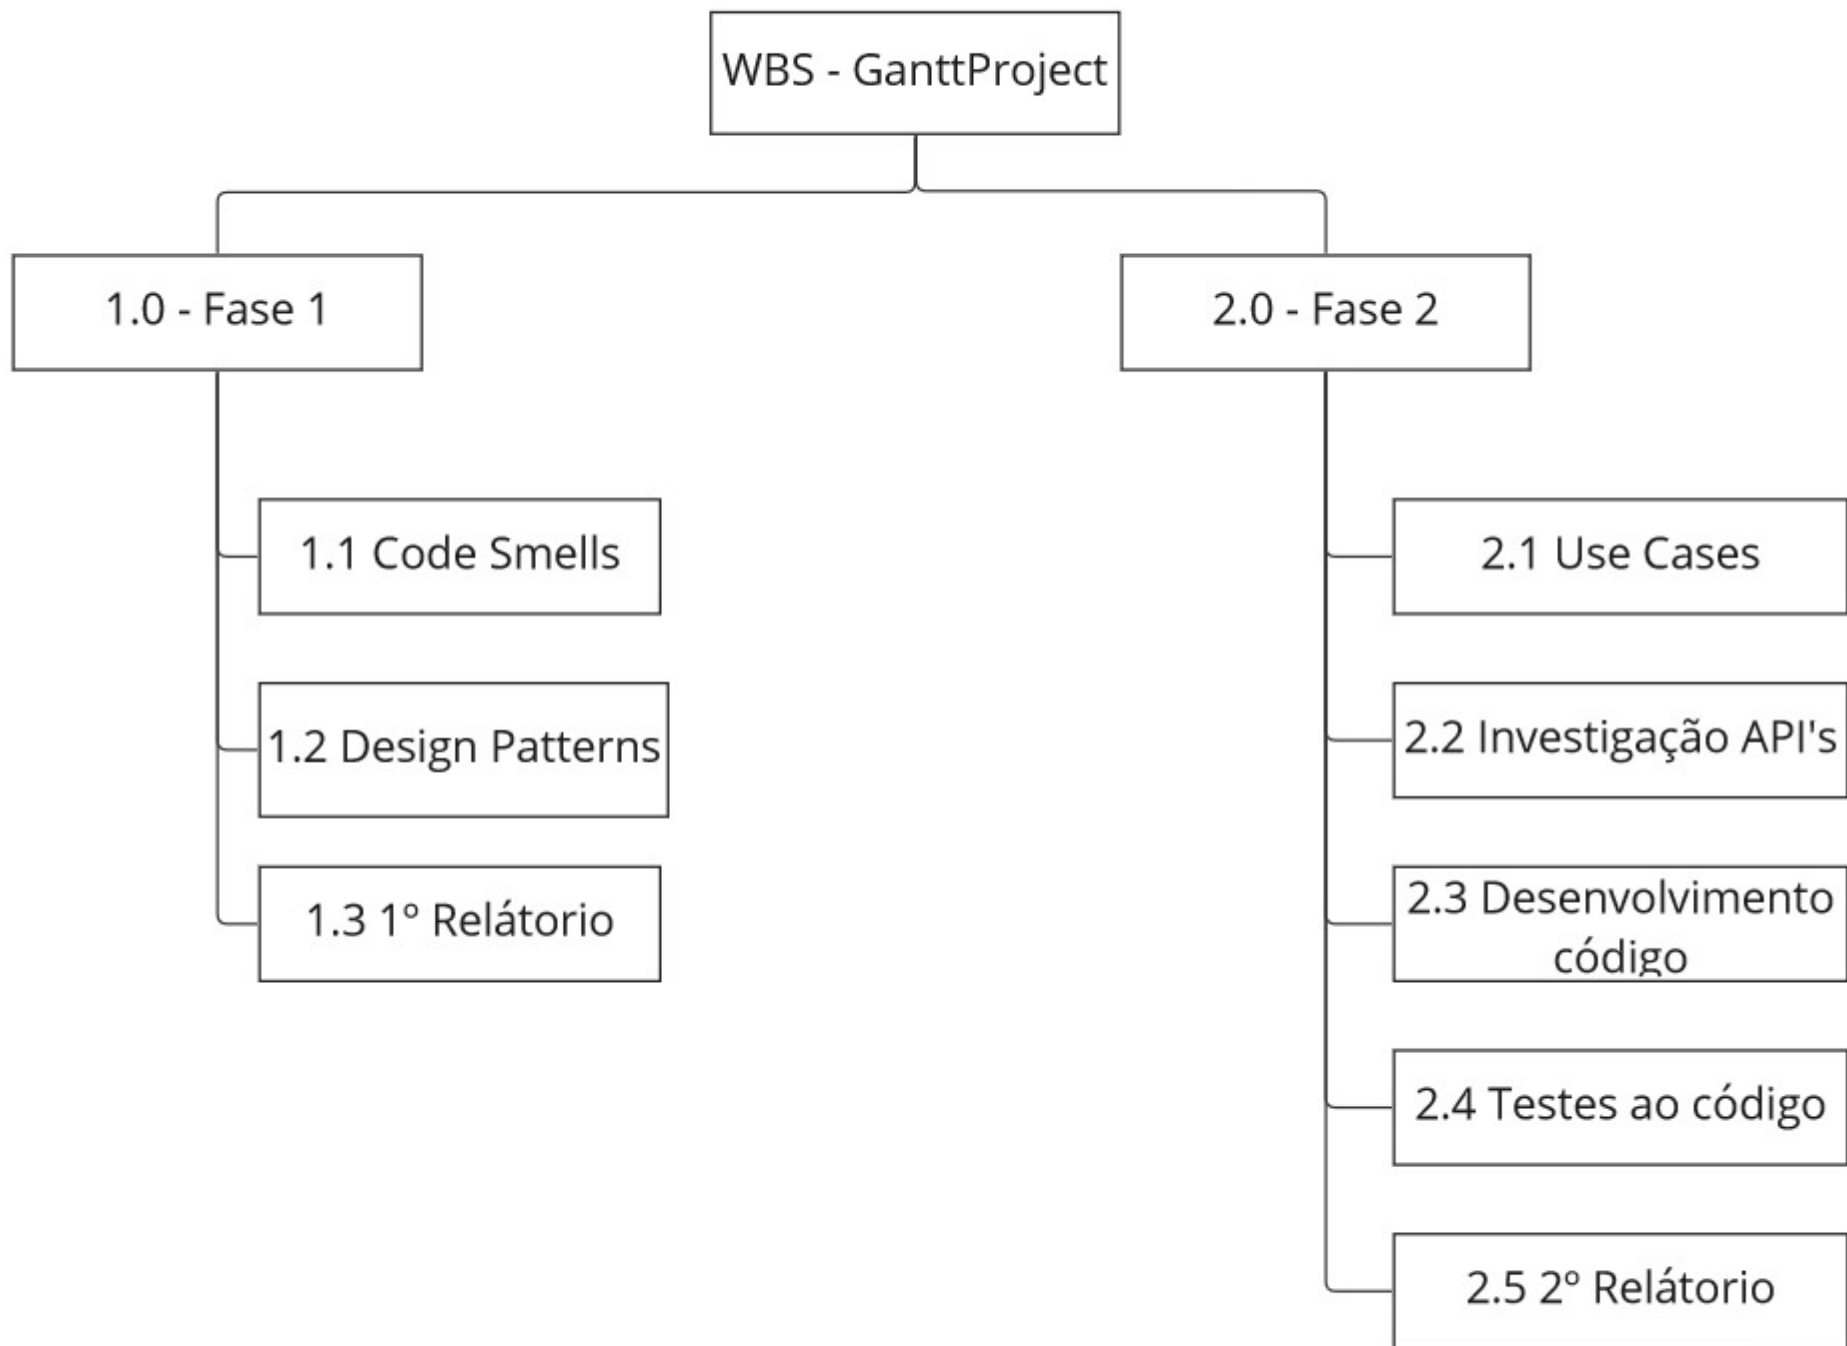 WBS - GanttProject
1.0 - Fase 1
1.1 Code Smells
1.2 Design Patterns
1.3 1º Relátorio
2.0 - Fase 2
2.1 Use Cases
2.2 Investigação API's
2.3 Desenvolvimento
código
2.4 Testes ao código
2.5 2º Relátorio